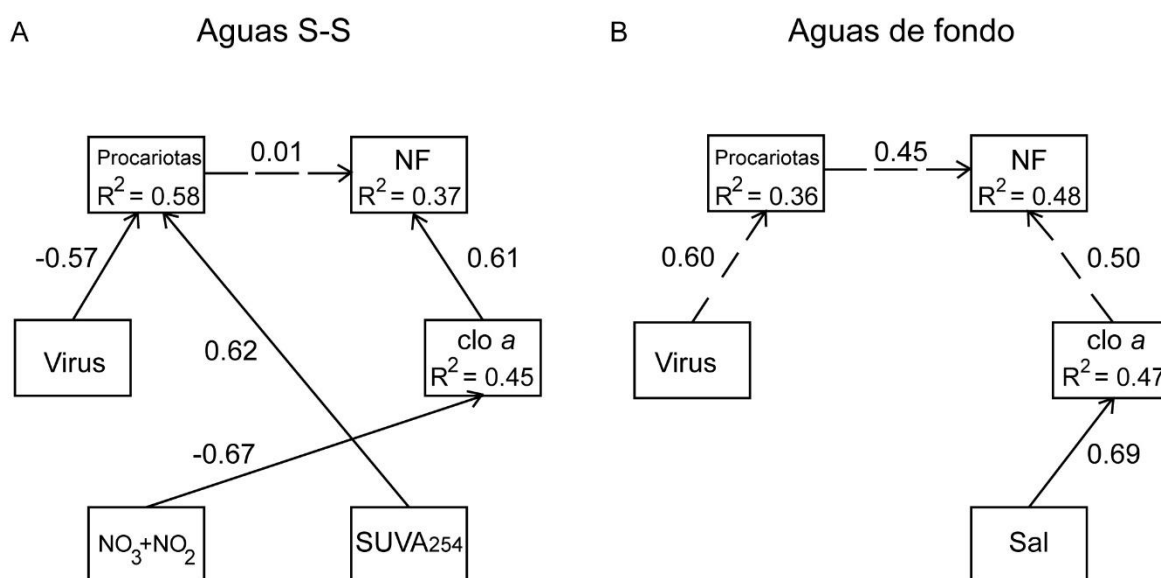 A
Aguas S-S
Procariotas
R² = 0.58
0.01
NF
R² = 0.37
-0.57
0.62
0.61
Virus
clo a
R² = 0.45
-0.67
NO₃+NO₂
SUVA254
B
Aguas de fondo
Procariotas
R² = 0.36
0.45
NF
R² = 0.48
0.60
0.50
Virus
clo a
R² = 0.47
0.69
Sal